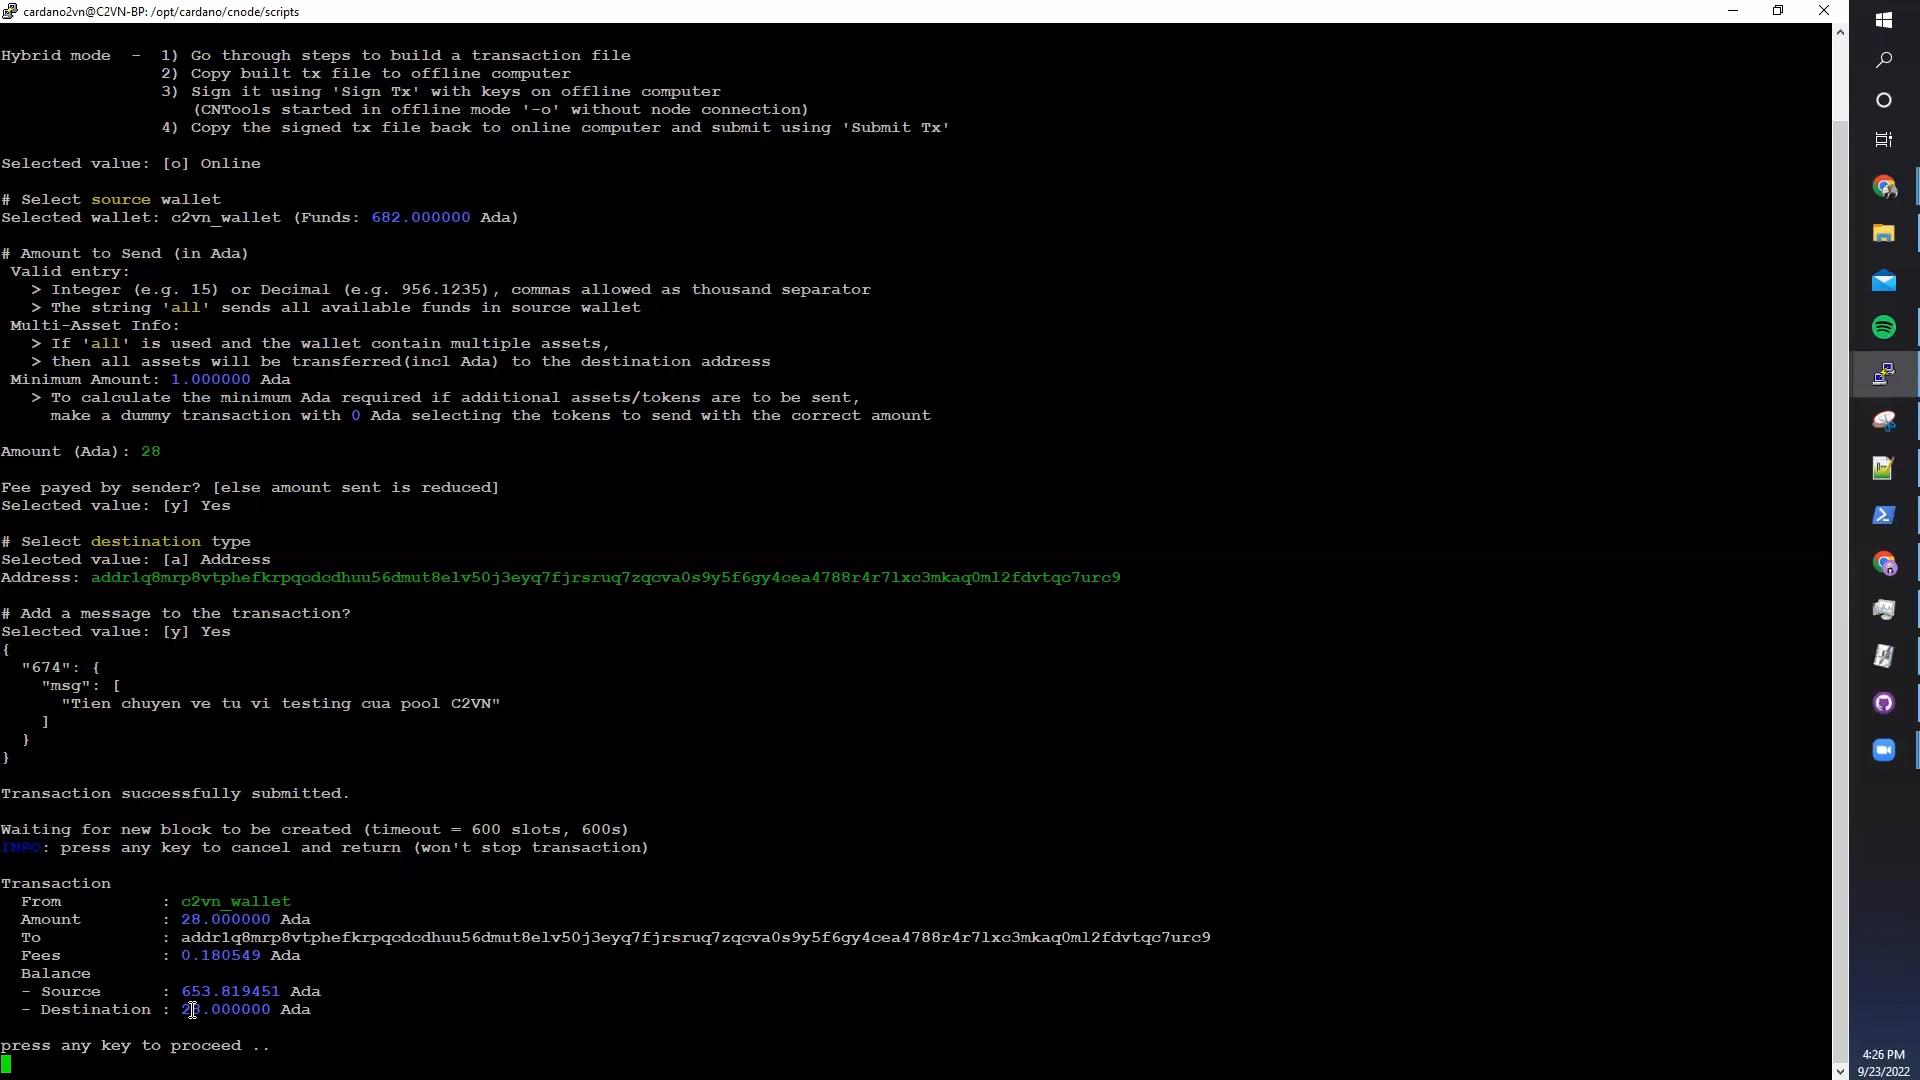 cardano2vn@C2VN-BP: /opt/cardano/cnode/scripts
Hybrid mode  -  1) Go through steps to build a transaction file
2) Copy built tx file to offline computer
3) Sign it using 'Sign Tx' with keys on offline computer
(CNTools started in offline mode '-o' without node connection)
4) Copy the signed tx file back to online computer and submit using 'Submit Tx'
Selected value: [o] Online
# Select source wallet
Selected wallet: c2vn_wallet (Funds: 682.000000 Ada)
# Amount to Send (in Ada)
Valid entry:
> Integer (e.g. 15) or Decimal (e.g. 956.1235), commas allowed as thousand separator
> The string 'all' sends all available funds in source wallet
Multi-Asset Info:
> If 'all' is used and the wallet contain multiple assets,
> then all assets will be transferred(incl Ada) to the destination address
Minimum Amount: 1.000000 Ada
> To calculate the minimum Ada required if additional assets/tokens are to be sent,
make a dummy transaction with 0 Ada selecting the tokens to send with the correct amount
Amount (Ada): 28
Fee payed by sender? [else amount sent is reduced]
Selected value: [y] Yes
# Select destination type
Selected value: [a] Address
Address: addr1q8mrp8vtphefkrpqcdcdhuu56dmut8elv50j3eyq7fjrsruq7zqcva0s9y5f6gy4cea4788r4r7lxc3mkaq0ml2fdvtqc7urc9
# Add a message to the transaction?
Selected value: [y] Yes
{
"674": {
"msg": [
"Tien chuyen ve tu vi testing cua pool C2VN"
]
}
}
Transaction successfully submitted.
Waiting for new block to be created (timeout = 600 slots, 600s)
INFO: press any key to cancel and return (won't stop transaction)
Transaction
From : c2vn_wallet
Amount : 28.000000 Ada
To : addr1q8mrp8vtphefkrpqcdcdhuu56dmut8elv50j3eyq7fjrsruq7zqcva0s9y5f6gy4cea4788r4r7lxc3mkaq0ml2fdvtqc7urc9
Fees : 0.180549 Ada
Balance
- Source : 653.819451 Ada
- Destination : 28.000000 Ada
press any key to proceed ..
4:26 PM
9/23/2022